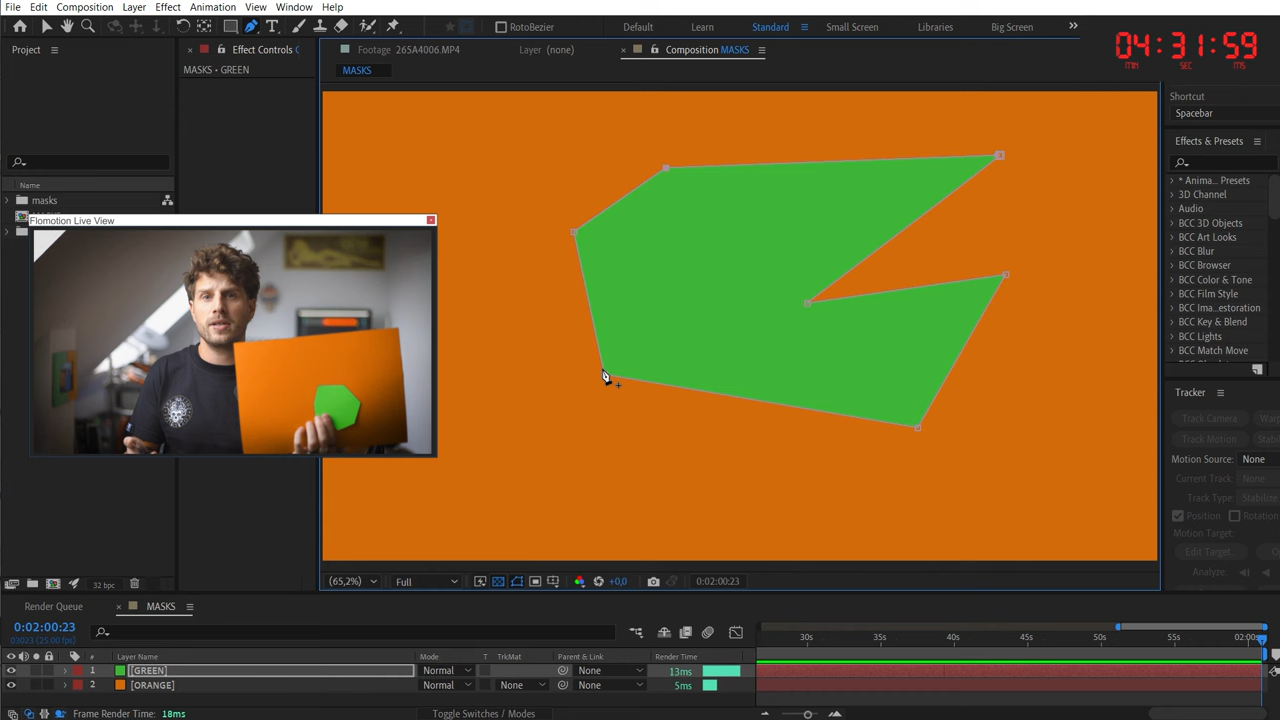 File Edit Composition Layer Effect Animation View Window Help
RotoBezier Default Learn Standard Small Screen Libraries Big Screen
04:31:59
MIN SEC MS
Project
Effect Controls
Footage 265A4006.MP4
Layer (none)
Composition MASKS
MASKS • GREEN
MASKS
Shortcut
Spacebar
Effects & Presets
Name
masks
* Anima... Presets
3D Channel
Audio
BCC 3D Objects
BCC Art Looks
BCC Blur
BCC Browser
BCC Color & Tone
BCC Film Style
BCC Ima...estoration
BCC Key & Blend
BCC Lights
BCC Match Move
Flomotion Live View
Tracker
Track Camera
Track Motion
Motion Source: None
Current Track: None
Track Type: Stabilize
Position
Motion Target:
Edit Target...
Analyze:
32 bpc
(65,2%) Full +0,0 0:02:00:23
Render Queue MASKS
0:02:00:23
03023 (25.00 fps)
30s 35s 40s 45s 50s 55s 02:00s
# Layer Name Mode T TrkMat Parent & Link Render Time
1 [GREEN] Normal None 13ms
2 [ORANGE] Normal None None 5ms
Frame Render Time: 18ms
Toggle Switches / Modes